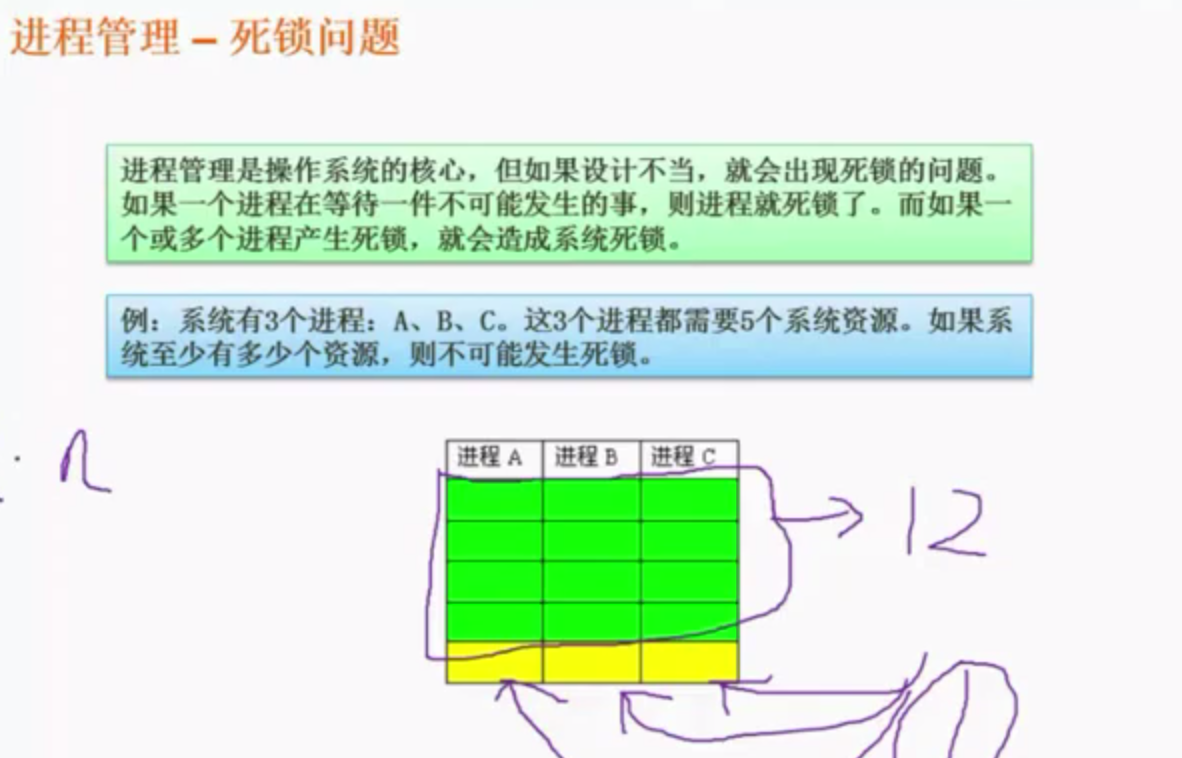 进程管理 – 死锁问题
进程管理是操作系统的核心，但如果设计不当，就会出现死锁的问题。
如果一个进程在等待一件不可能发生的事，则进程就死锁了。而如果一
个或多个进程产生死锁，就会造成系统死锁。
例：系统有3个进程：A、B、C。这3个进程都需要5个系统资源。如果系
统至少有多少个资源，则不可能发生死锁。
进程 A 进程 B 进程 C
12